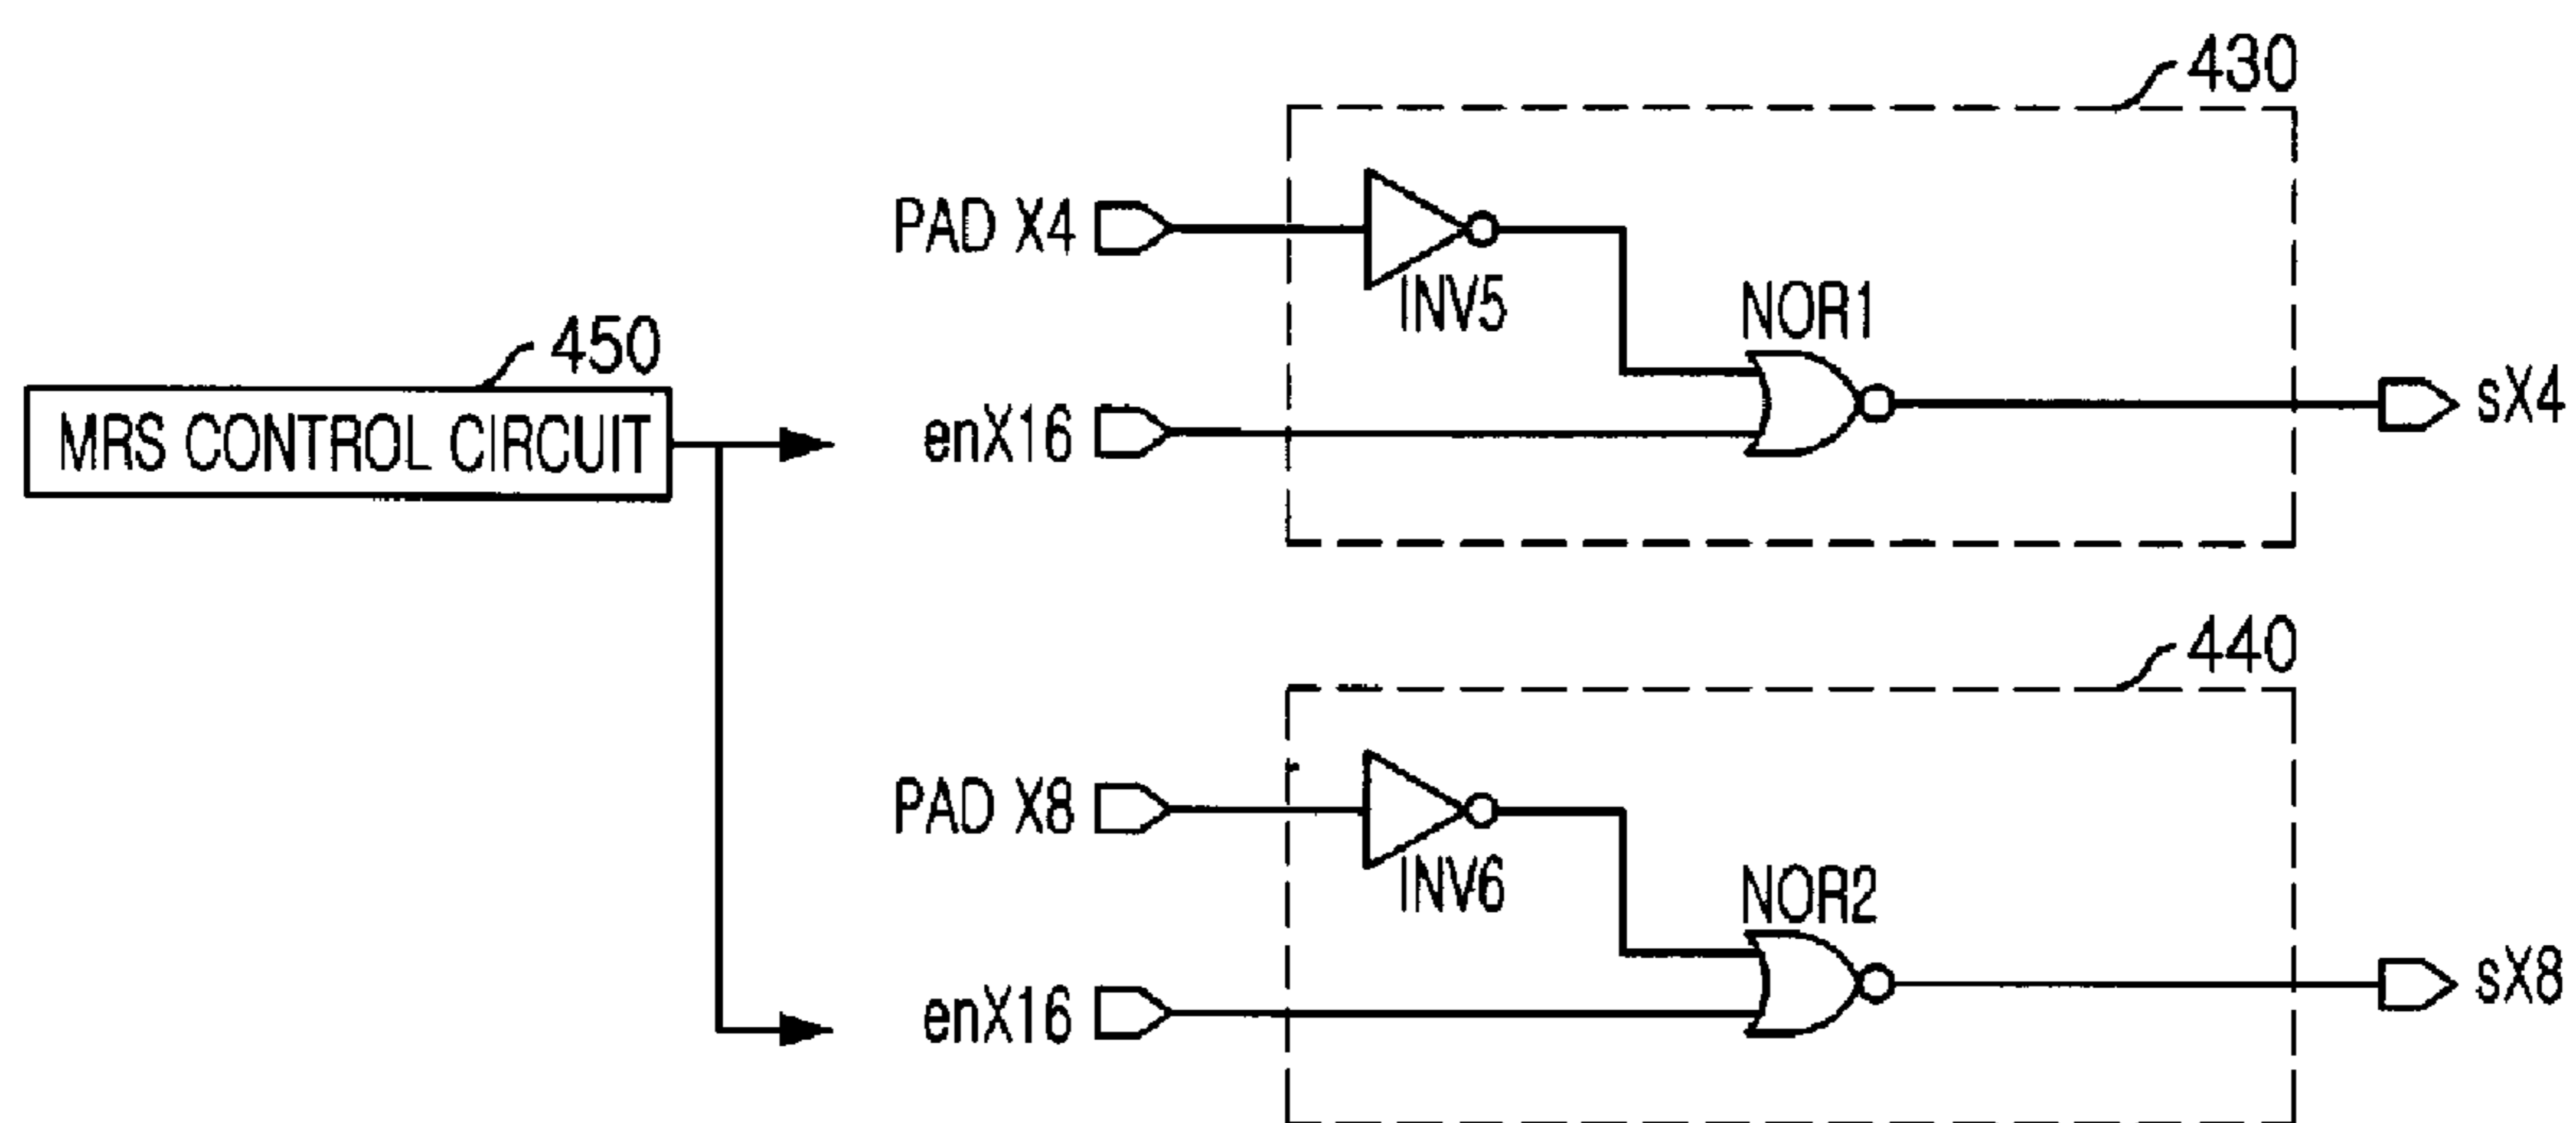 430
PAD X4
INV5
NOR1
450
MRS CONTROL CIRCUIT
enX16
sX4
440
PAD X8
INV6
NOR2
enX16
sX8